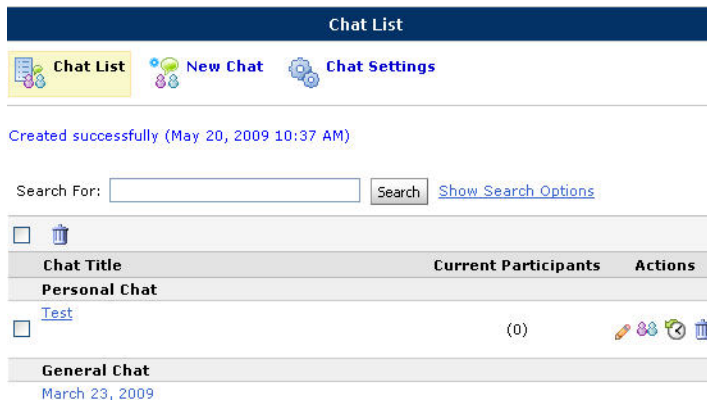 Chat List
Chat List New Chat Chat Settings
Created successfully (May 20, 2009 10:37 AM)
Search For: Search Show Search Options
Chat Title Current Participants Actions
Personal Chat
Test
(0)
General Chat
March 23, 2009